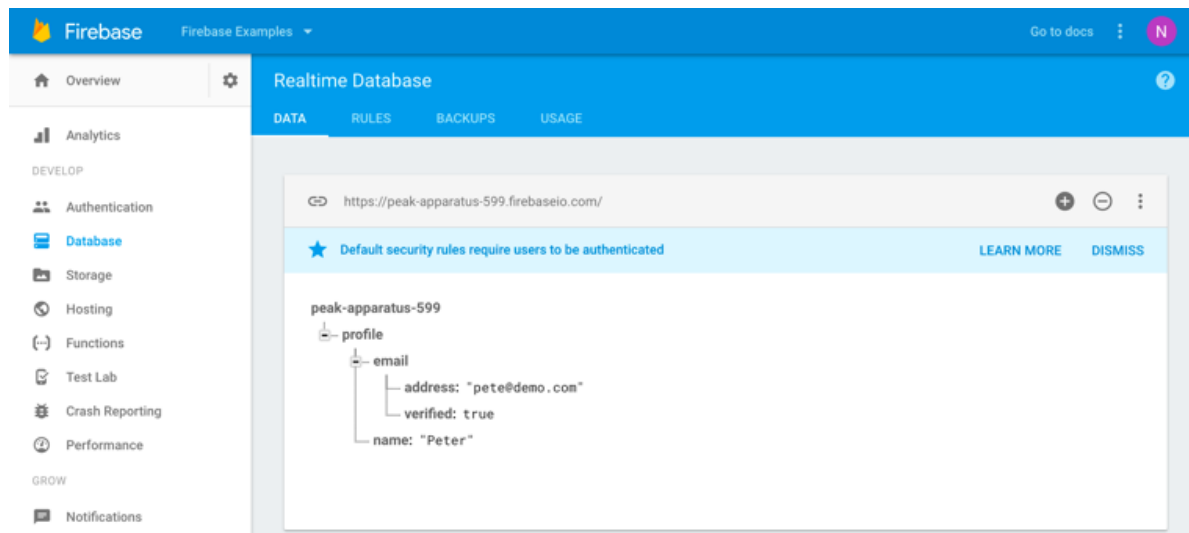 Firebase Firebase Examples Go to docs N
Overview
Realtime Database ?
DATA RULES BACKUPS USAGE
Analytics
DEVELOP
Authentication
Database
Storage
Hosting
Functions
Test Lab
Crash Reporting
Performance
GROW
Notifications
https://peak-apparatus-599.firebaseio.com/
Default security rules require users to be authenticated LEARN MORE DISMISS
peak-apparatus-599
profile
email
address: "pete@demo.com"
verified: true
name: "Peter"